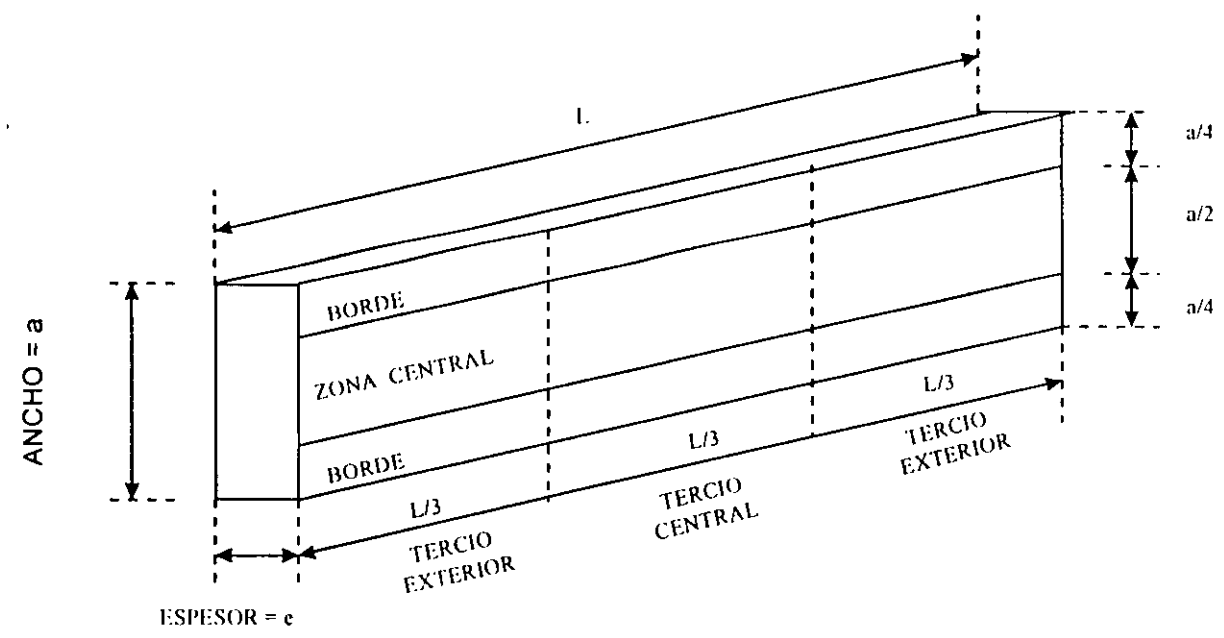 L
a/4
a/2
a/4
ANCHO = a
BORDE
ZONA CENTRAL
BORDE
L/3
L/3
L/3
TERCIO
EXTERIOR
TERCIO
CENTRAL
TERCIO
EXTERIOR
ESPESOR = e